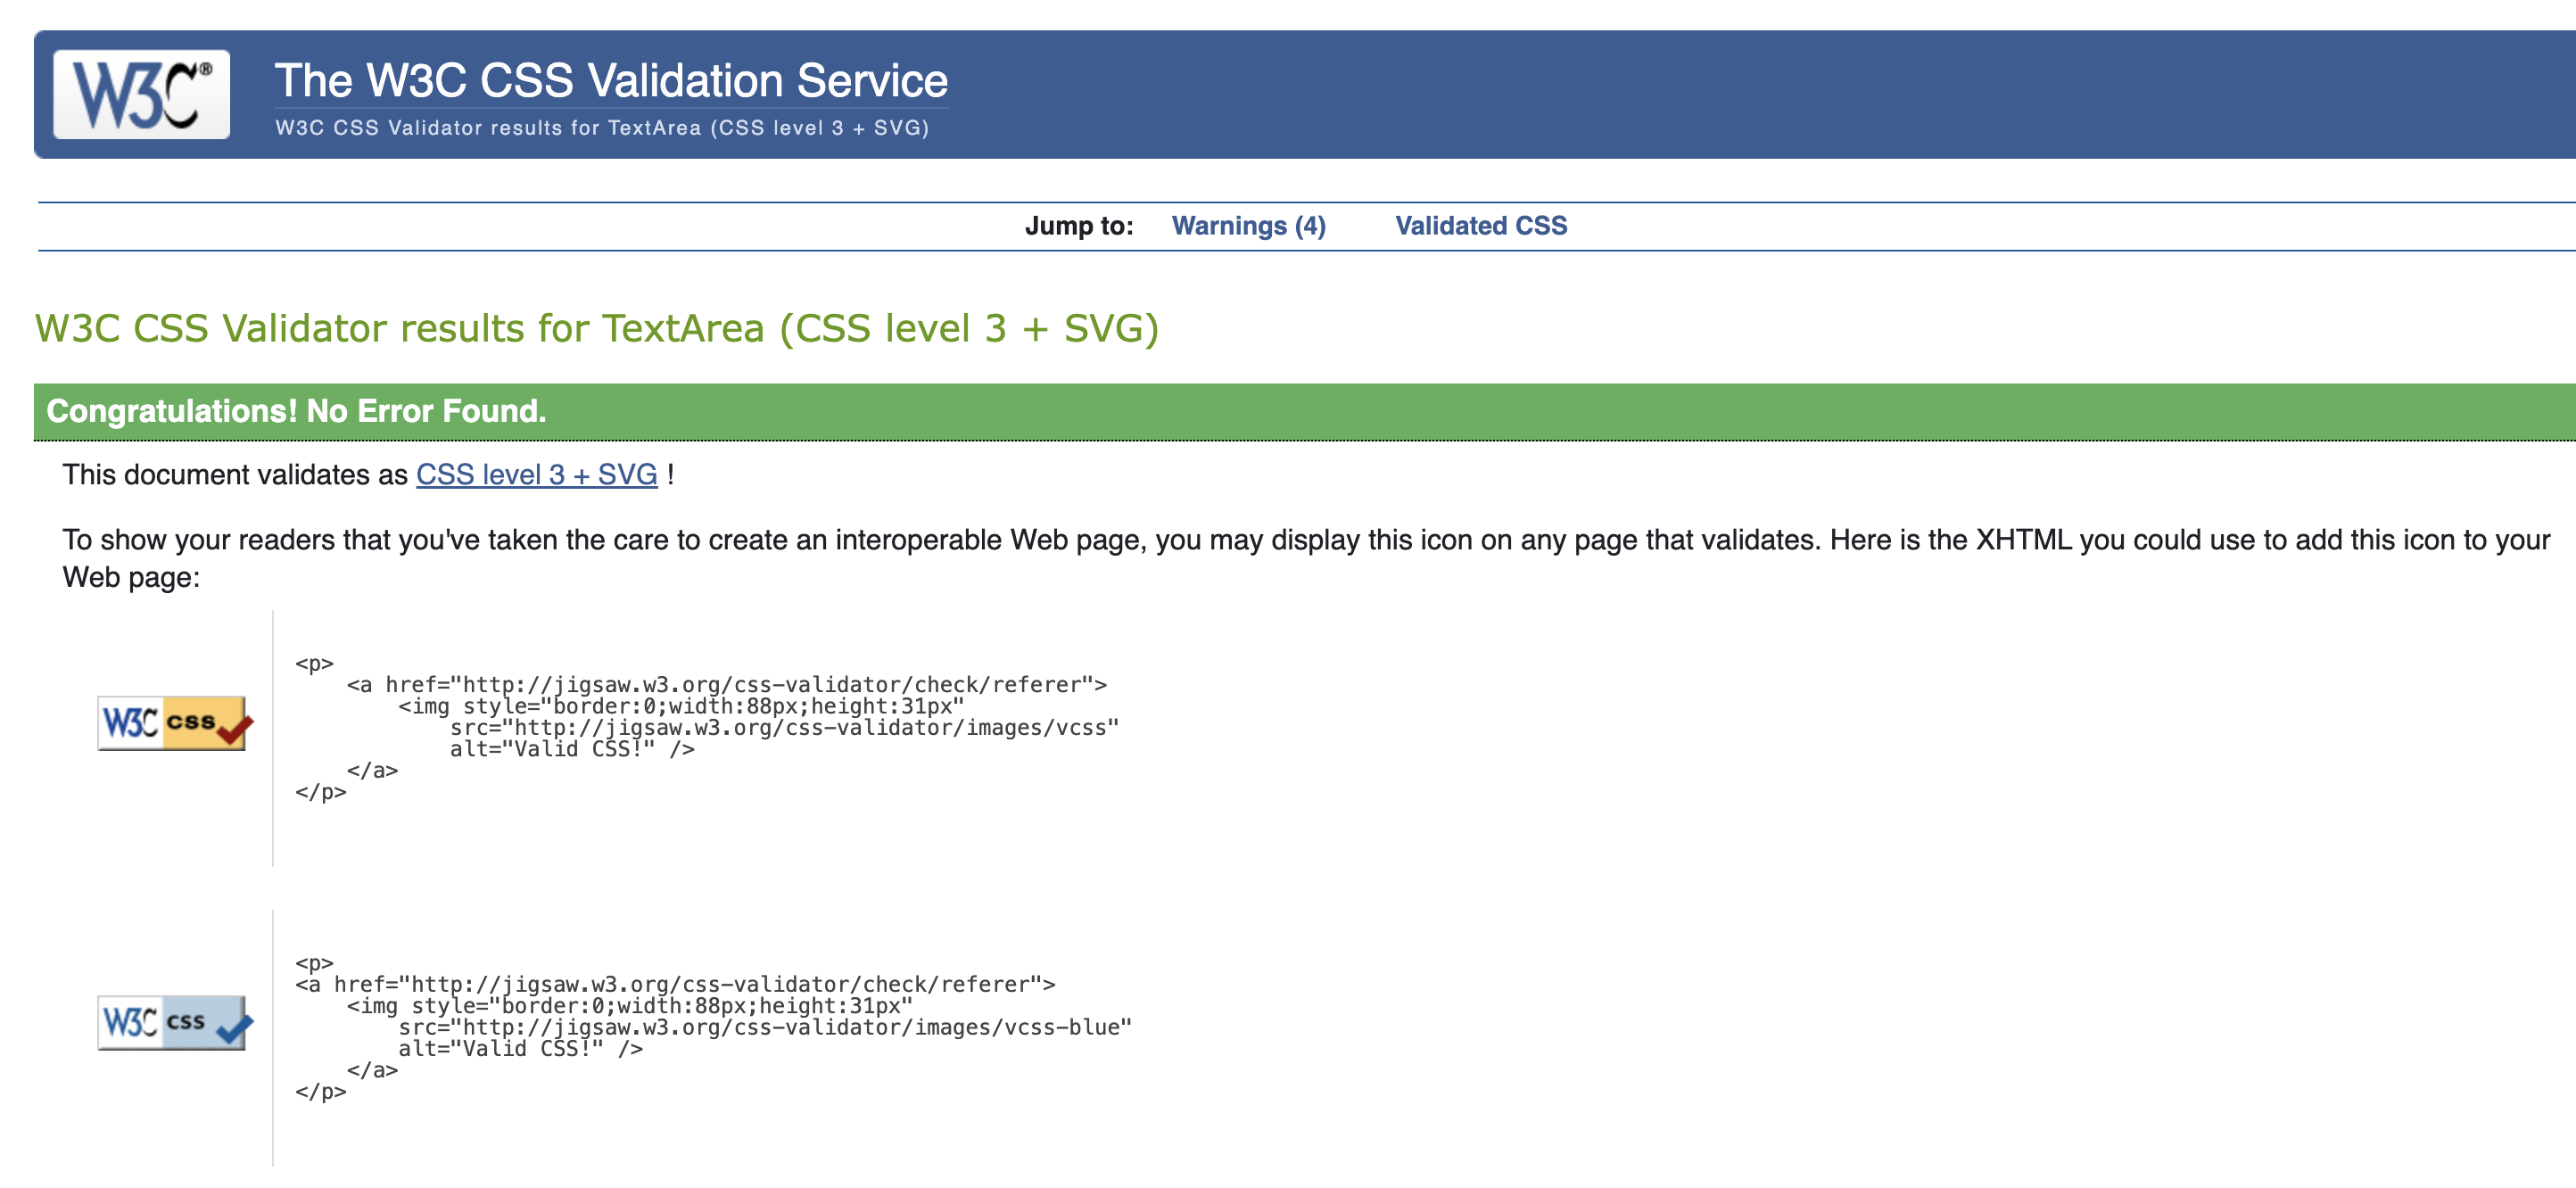 W3C®
The W3C CSS Validation Service
W3C CSS Validator results for TextArea (CSS level 3 + SVG)
Jump to: Warnings (4) Validated CSS
W3C CSS Validator results for TextArea (CSS level 3 + SVG)
Congratulations! No Error Found.
This document validates as CSS level 3 + SVG !
To show your readers that you've taken the care to create an interoperable Web page, you may display this icon on any page that validates. Here is the XHTML you could use to add this icon to your
Web page:
W3C css
<p>
    <a href="http://jigsaw.w3.org/css-validator/check/referer">
        <img style="border:0;width:88px;height:31px"
            src="http://jigsaw.w3.org/css-validator/images/vcss"
            alt="Valid CSS!" />
    </a>
</p>
W3C css
<p>
<a href="http://jigsaw.w3.org/css-validator/check/referer">
    <img style="border:0;width:88px;height:31px"
        src="http://jigsaw.w3.org/css-validator/images/vcss-blue"
        alt="Valid CSS!" />
    </a>
</p>